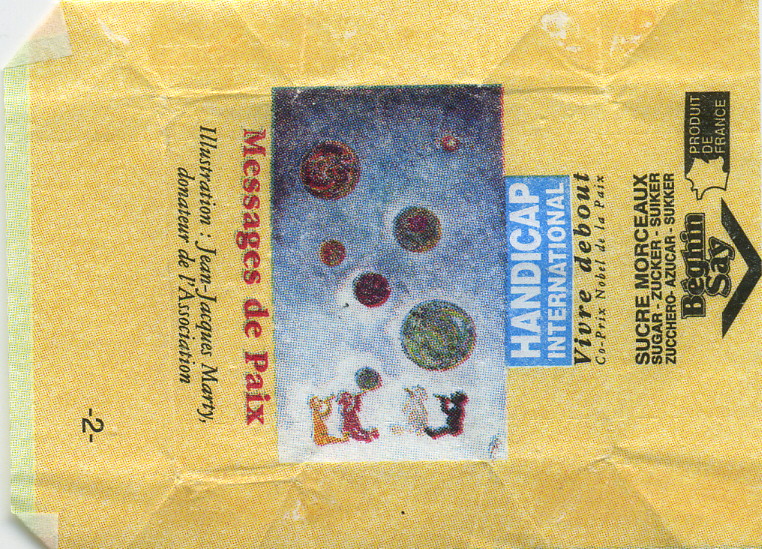 PRODUIT
DE
FRANCE
Béghin
Say
SUCRE MORCEAUX
SUGAR - ZUCKER - SUIKER
ZUCCHERO- AZUCAR - SUKKER
HANDICAP
INTERNATIONAL
Vivre debout
Co-Prix Nobel de la Paix
Messages de Paix
Illustration : Jean-Jacques Marty,
donateur de l'Association
-2-